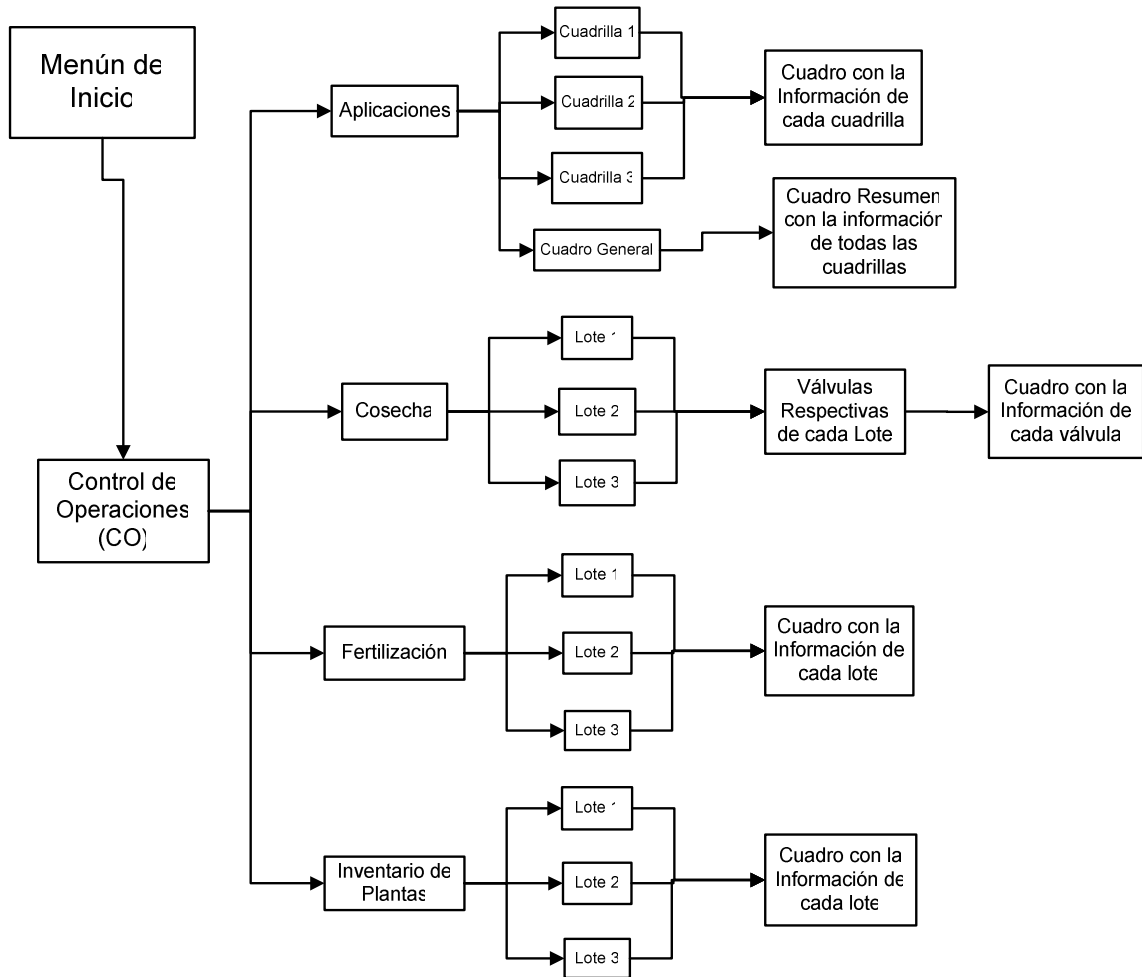 Menún de
Inicio
Control de
Operaciones
(CO)
Aplicaciones
Cuadrilla 1
Cuadrilla 2
Cuadrilla 3
Cuadro General
Cuadro con la
Información de
cada cuadrilla
Cuadro Resumen
con la información
de todas las
cuadrillas
Cosecha
Lote 1
Lote 2
Lote 3
Válvulas
Respectivas
de cada Lote
Cuadro con la
Información de
cada válvula
Fertilización
Lote 1
Lote 2
Lote 3
Cuadro con la
Información de
cada lote
Inventario de
Plantas
Lote 1
Lote 2
Lote 3
Cuadro con la
Información de
cada lote